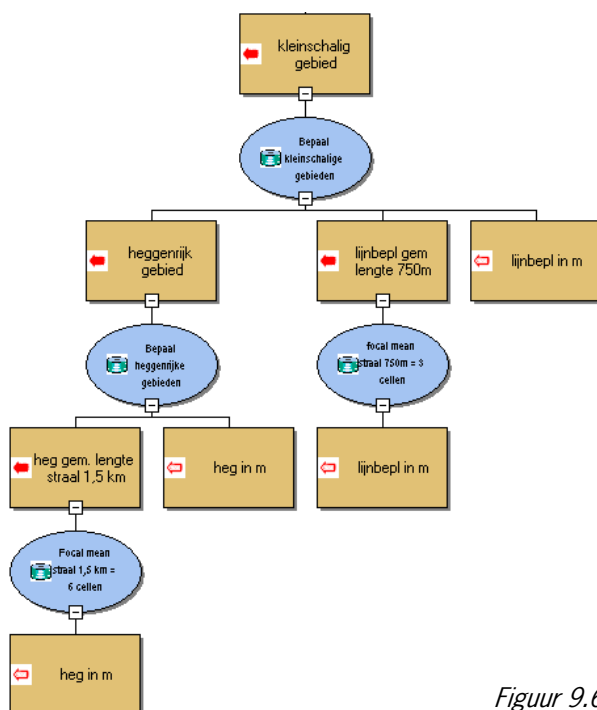 kleinschalig
gebied
Bepaal
kleinschalige
gebieden
heggenrijk
gebied
lijnbepl gem
lengte 750m
lijnbepl in m
Bepaal
heggenrijke
gebieden
focal mean
straal 750m = 3
cellen
heg gem. lengte
straal 1,5 km
heg in m
lijnbepl in m
Focal mean
straal 1,5 km =
6 cellen
heg in m
Figuur 9.6